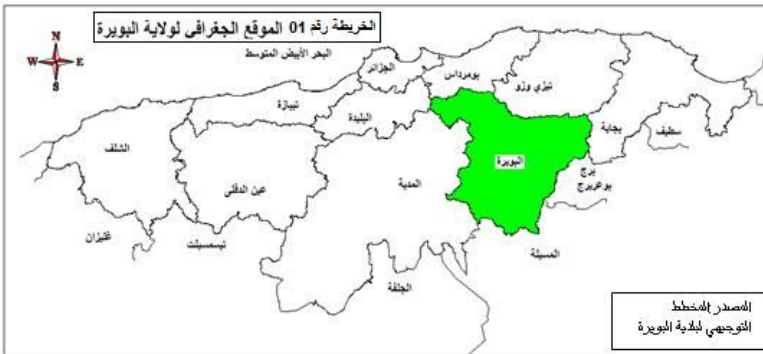 الخريطة رقم 01 الموقع الجغرافي لولاية البويرة
البحر الأبيض المتوسط
N
W E
S
الجزائر
بومرداس
تيزي وزو
تيبازة
البليدة
بجاية
سطيف
الشلف
البويرة
برج
بوعريريج
المدية
عين الدفلى
غليزان
تيسمسيلت
المسيلة
الجلفة
المصدر المخطط
التوجيهي لبلدية البويرة